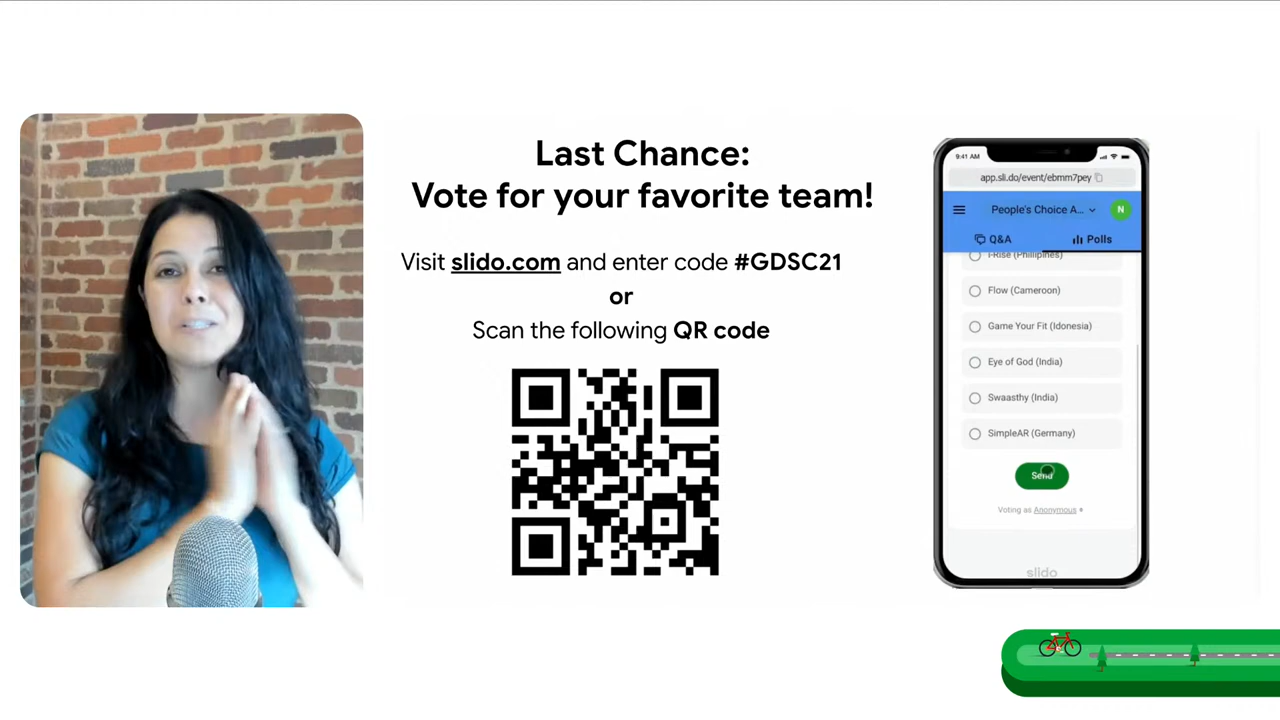 Last Chance:
Vote for your favorite team!
Visit slido.com and enter code #GDSC21
or
Scan the following QR code
9:41 AM
app.sli.do/event/ebmm7pey
People's Choice A...
N
Q&A
Polls
i-Rise (Phillipines)
Flow (Cameroon)
Game Your Fit (Idonesia)
Eye of God (India)
Swaasthy (India)
SimpleAR (Germany)
Send
Voting as Anonymous
slido